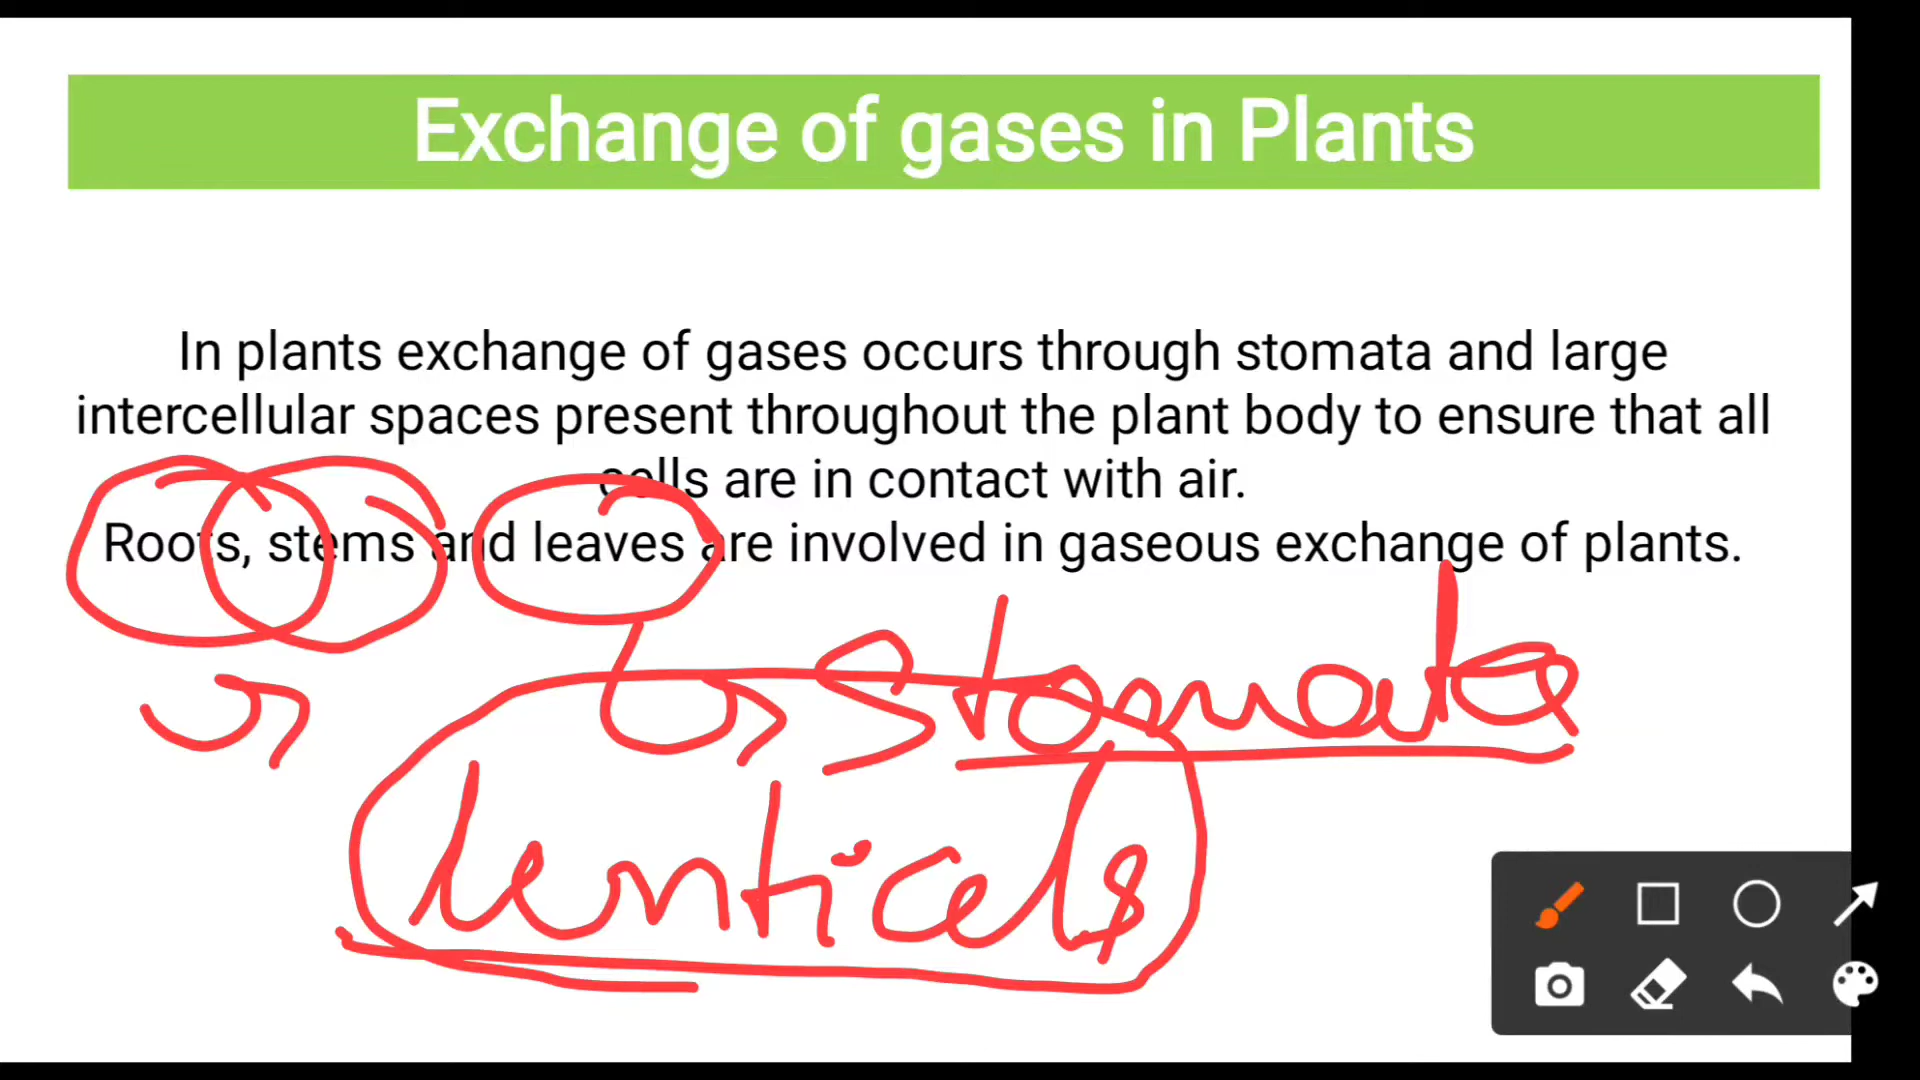 Exchange of gases in Plants
In plants exchange of gases occurs through stomata and large
intercellular spaces present throughout the plant body to ensure that all
cells are in contact with air.
Roots, stems and leaves are involved in gaseous exchange of plants.
Stomata
lenticels